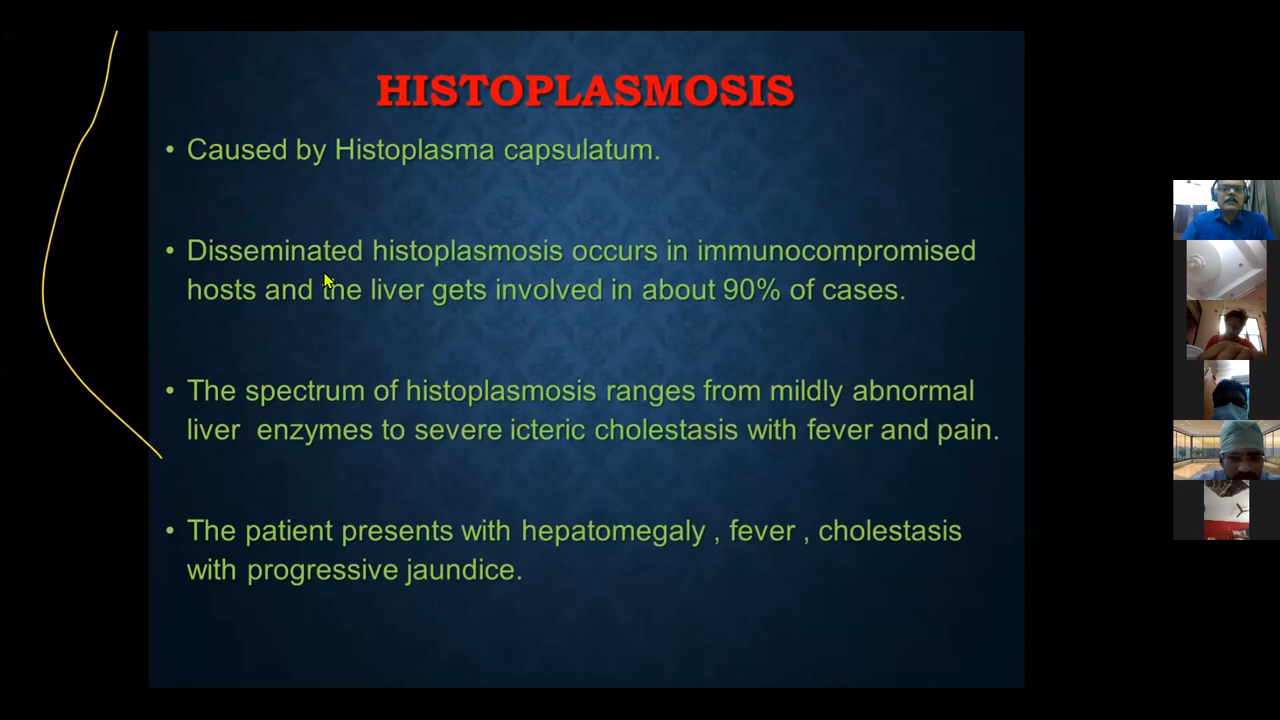 HISTOPLASMOSIS
• Caused by Histoplasma capsulatum.
• Disseminated histoplasmosis occurs in immunocompromised
hosts and the liver gets involved in about 90% of cases.
• The spectrum of histoplasmosis ranges from mildly abnormal
liver  enzymes to severe icteric cholestasis with fever and pain.
• The patient presents with hepatomegaly , fever , cholestasis
with progressive jaundice.